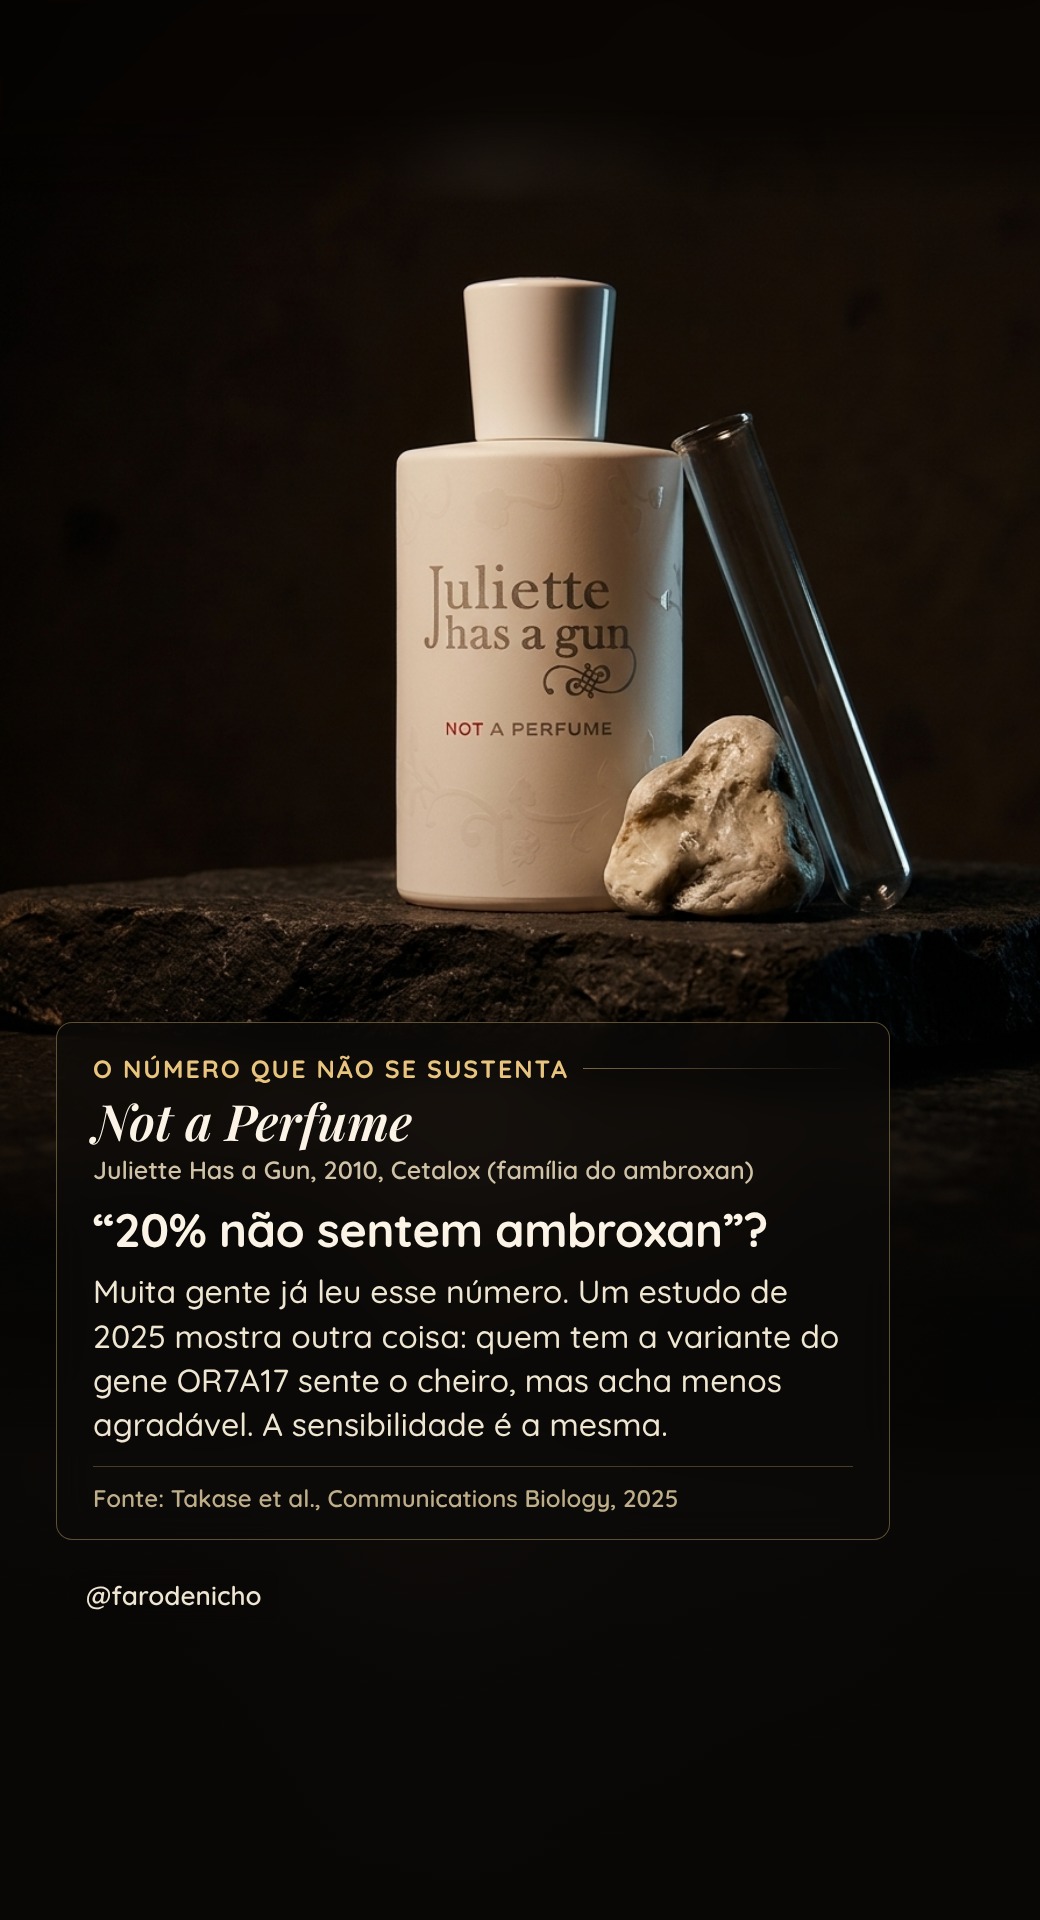 Juliette
has a gun
NOT A PERFUME
O NÚMERO QUE NÃO SE SUSTENTA
Not a Perfume
Juliette Has a Gun, 2010, Cetalox (família do ambroxan)
“20% não sentem ambroxan”?
Muita gente já leu esse número. Um estudo de
2025 mostra outra coisa: quem tem a variante do
gene OR7A17 sente o cheiro, mas acha menos
agradável. A sensibilidade é a mesma.
Fonte: Takase et al., Communications Biology, 2025
@farodenicho